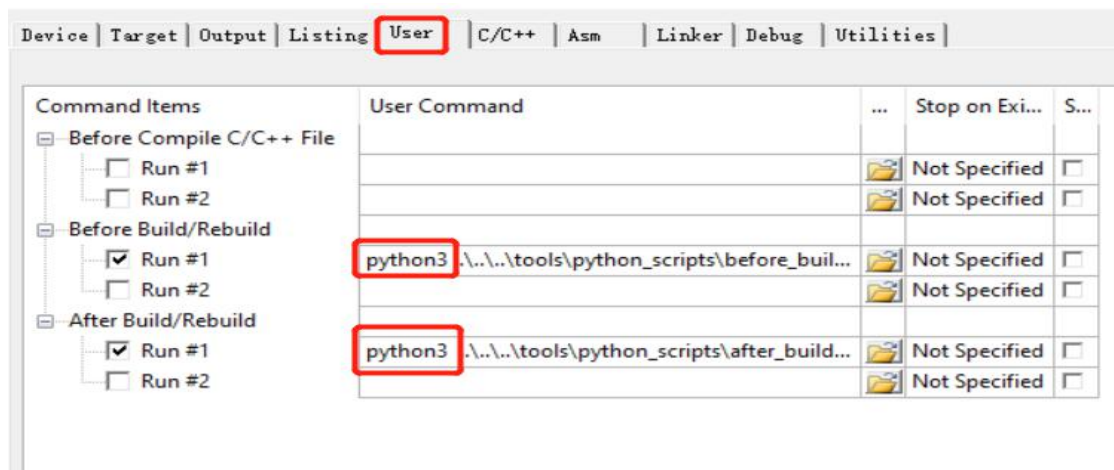 Device Target Output Listing User C/C++ Asm Linker Debug Utilities
Command Items User Command ... Stop on Exi... S...
Before Compile C/C++ File
Run #1 Not Specified
Run #2 Not Specified
Before Build/Rebuild
Run #1 python3 .\..\..\tools\python_scripts\before_buil... Not Specified
Run #2 Not Specified
After Build/Rebuild
Run #1 python3 .\..\..\tools\python_scripts\after_build... Not Specified
Run #2 Not Specified